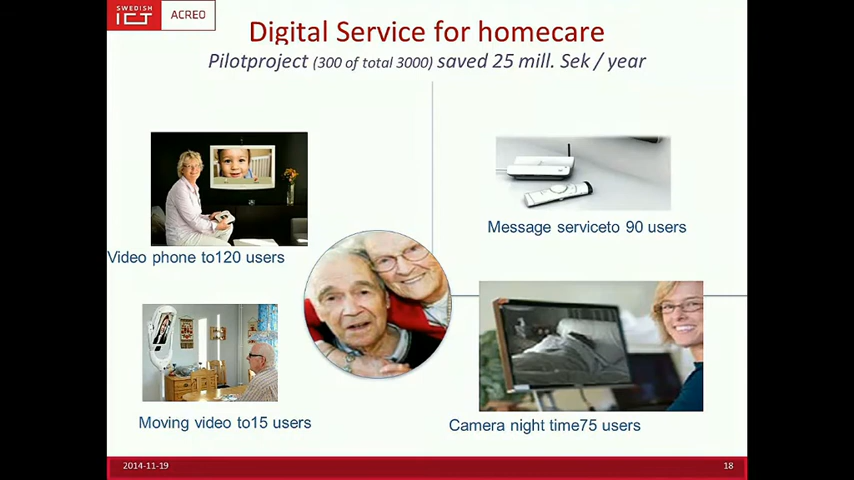 SWEDISH
ICT
ACREO
Digital Service for homecare
Pilotproject (300 of total 3000) saved 25 mill. Sek / year
Message serviceto 90 users
Video phone to120 users
Moving video to15 users
Camera night time75 users
2014-11-19
18